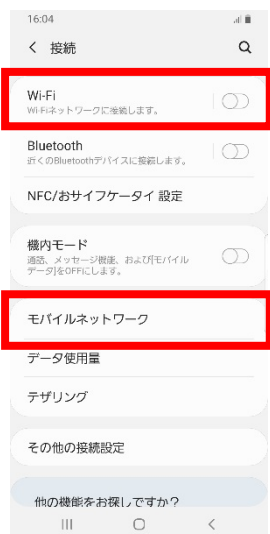 16:04
接続
Wi-Fi
Wi-Fiネットワークに接続します。
Bluetooth
近くのBluetoothデバイスに接続します。
NFC/おサイフケータイ 設定
機内モード
通話、メッセージ機能、および[モバイル
データ]をOFFにします。
モバイルネットワーク
データ使用量
テザリング
その他の接続設定
他の機能をお探しですか？